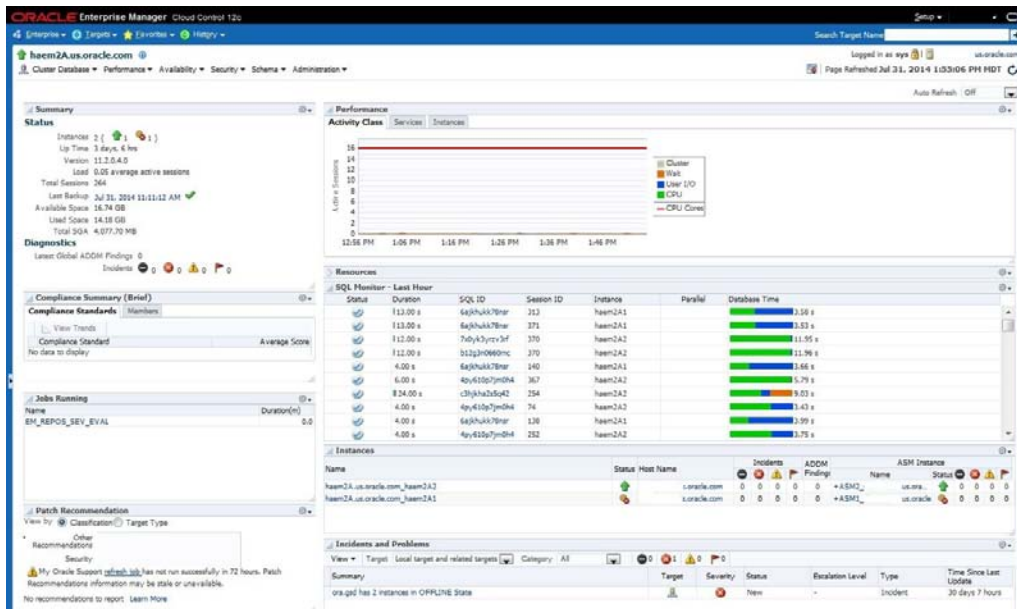 ORACLE Enterprise Manager Cloud Control 12c
Setup
Enterprise Targets Favorites History
Search Target Name
haem2A.us.oracle.com
Logged in as sys
us.oracle.com
Cluster Database Performance Availability Security Schema Administration
Page Refreshed Jul 31, 2014 1:53:06 PM MDT
Auto Refresh Off
Summary
Status
Instances 2 ( 1 1 )
Up Time 3 days, 6 hrs
Version 11.2.0.4.0
Load 0.05 average active sessions
Total Sessions 264
Last Backup Jul 31, 2014 11:11:12 AM
Available Space 16.74 GB
Used Space 14.18 GB
Total SGA 4,077.70 MB
Diagnostics
Latest Global ADDM Findings 0
Incidents 0 0 0 0
Compliance Summary (Brief)
Compliance Standards Members
View Trends
Compliance Standard Average Score
No data to display
Jobs Running
Name Duration(m)
EM_REPOS_SEV_EVAL 0.0
Patch Recommendation
View by Classification Target Type
Other
Recommendations
Security
My Oracle Support refresh job has not run successfully in 72 hours. Patch
Recommendations information may be stale or unavailable.
No recommendations to report Learn More
Performance
Activity Class Services Instances
Active Sessions
16
14
12
10
8
6
4
2
0
12:56 PM 1:06 PM 1:16 PM 1:26 PM 1:36 PM 1:46 PM
Cluster
Wait
User I/O
CPU
CPU Cores
Resources
SQL Monitor - Last Hour
Status Duration SQL ID Session ID Instance Parallel Database Time
13.00 s 313 haem2A1 3.58 s
13.00 s 371 haem2A1 3.53 s
12.00 s 370 haem2A2 11.95 s
12.00 s 370 haem2A2 11.96 s
4.00 s 140 haem2A1 3.66 s
6.00 s 4py610p7jm0h4 367 haem2A2 5.79 s
24.00 s 254 haem2A2 9.03 s
4.00 s 4py610p7jm0h4 74 haem2A2 3.43 s
4.00 s 138 haem2A1 3.99 s
4.00 s 4py610p7jm0h4 252 haem2A2 3.75 s
Instances
Name Status Host Name Incidents ADDM Findings ASM Instance Name Status
haem2A.us.oracle.com_haem2A2 s.oracle.com 0 0 0 0 0 +ASM2_ us.ora.. 0 0 0 0
haem2A.us.oracle.com_haem2A1 s.oracle.com 0 0 0 0 0 +ASM1_ us.oracle 0 0 0 0
Incidents and Problems
View Target Local target and related targets Category All 0 1 0 0
Summary Target Severity Status Escalation Level Type Time Since Last Update
ora.gsd has 2 instances in OFFLINE State New - Incident 30 days 7 hours